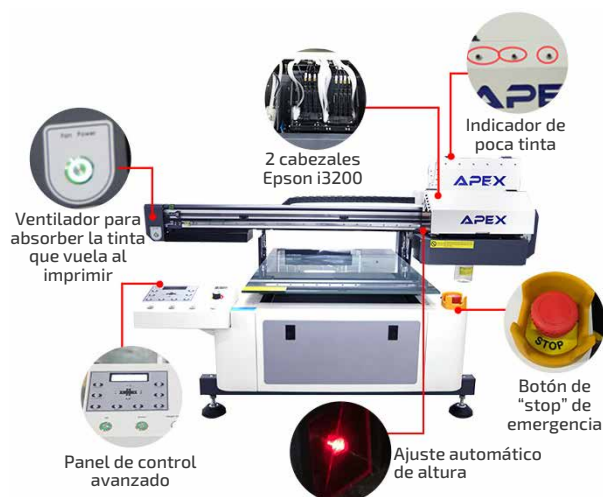 APE
Indicador de
poca tinta
2 cabezales
Epson i3200
Fan Power
Ventilador para
absorber la tinta
que vuela al
imprimir
APEX
APEX
STOP
Botón de
“stop” de
emergencia
Panel de control
avanzado
Ajuste automático
de altura